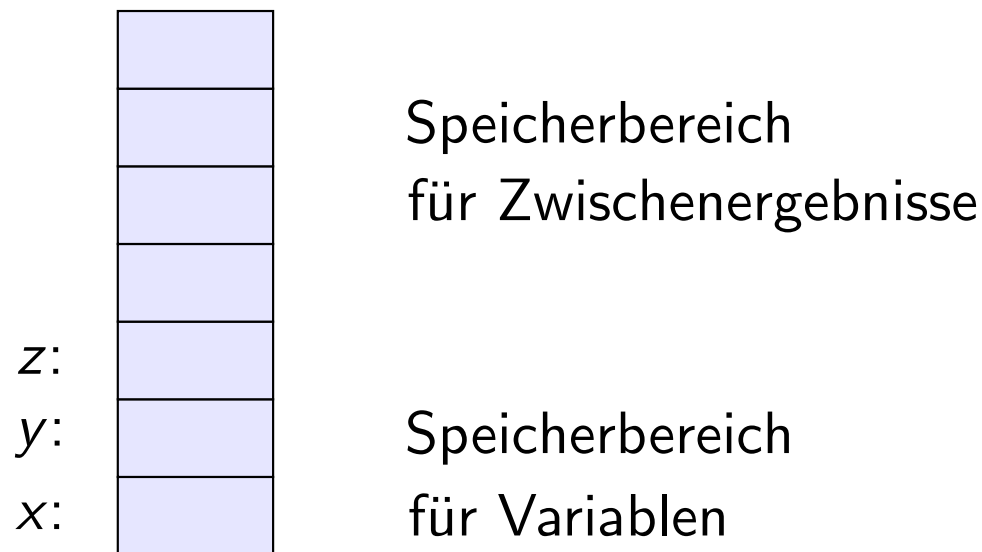 Speicherbereich
für Zwischenergebnisse
z:
y: Speicherbereich
x: für Variablen